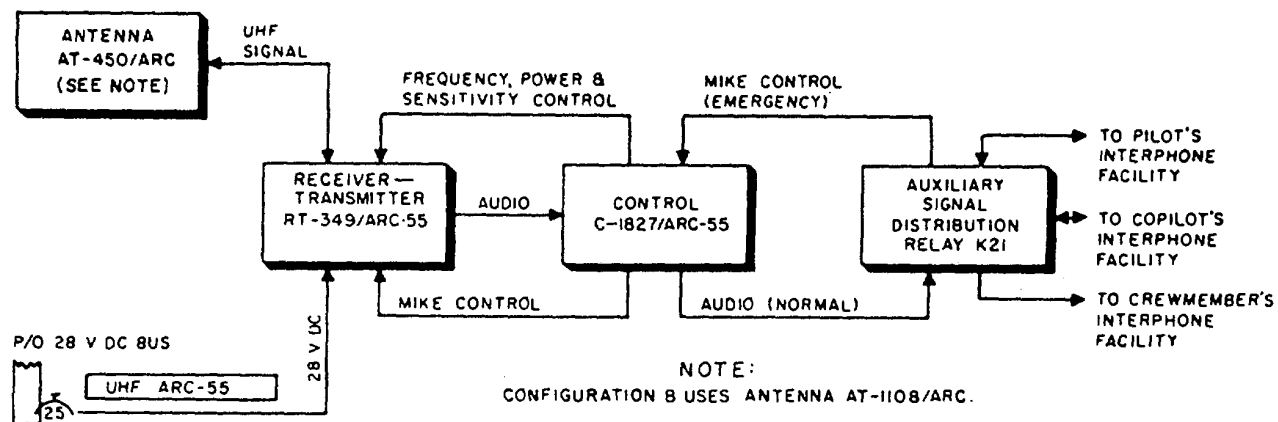 ANTENNA
AT-450/ARC
(SEE NOTE)
UHF
SIGNAL
FREQUENCY, POWER &
SENSITIVITY CONTROL
MIKE CONTROL
(EMERGENCY)
RECEIVER—
TRANSMITTER
RT-349/ARC-55
AUDIO
CONTROL
C-1827/ARC-55
AUXILIARY
SIGNAL
DISTRIBUTION
RELAY K21
TO PILOT'S
INTERPHONE
FACILITY
TO COPILOT'S
INTERPHONE
FACILITY
TO CREWMEMBER'S
INTERPHONE
FACILITY
MIKE CONTROL
AUDIO (NORMAL)
28 V DC
P/O 28 V DC BUS
UHF ARC-55
25
NOTE:
CONFIGURATION B USES ANTENNA AT-1108/ARC.